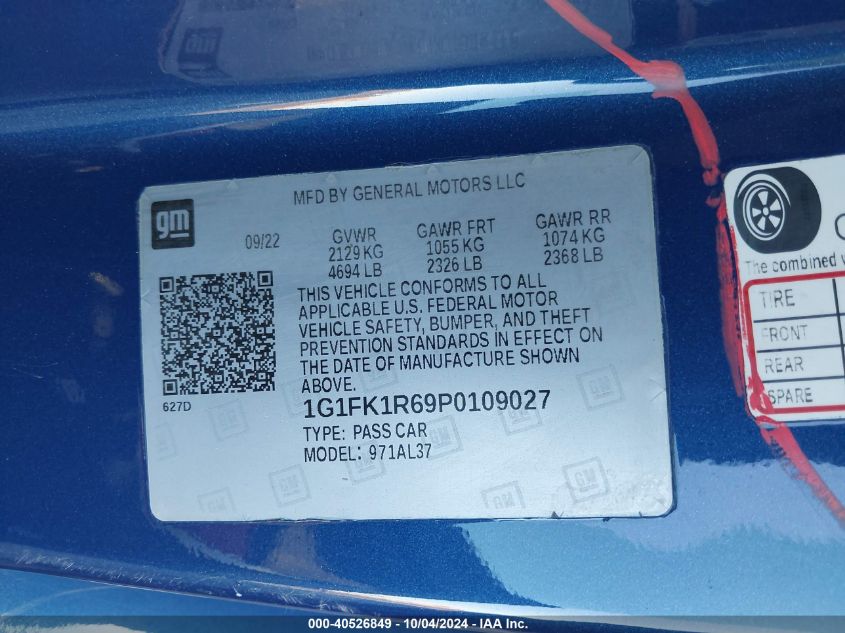 MFD BY GENERAL MOTORS LLC
gm
09/22
GVWR GAWR FRT GAWR RR
2129 KG 1055 KG 1074 KG
4694 LB 2326 LB 2368 LB
THIS VEHICLE CONFORMS TO ALL
APPLICABLE U.S. FEDERAL MOTOR
VEHICLE SAFETY, BUMPER, AND THEFT
PREVENTION STANDARDS IN EFFECT ON
THE DATE OF MANUFACTURE SHOWN
ABOVE.
627D
1G1FK1R69P0109027
TYPE: PASS CAR
MODEL: 971AL37
The combined
TIRE
FRONT
REAR
SPARE
000-40526849 - 10/04/2024 - IAA Inc.